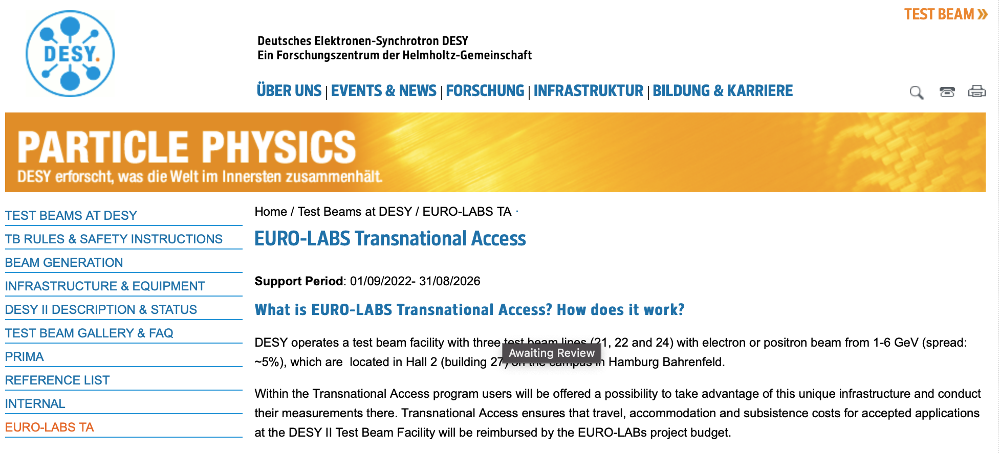 TEST BEAM »
DESY.
Deutsches Elektronen-Synchrotron DESY
Ein Forschungszentrum der Helmholtz-Gemeinschaft
ÜBER UNS | EVENTS & NEWS | FORSCHUNG | INFRASTRUKTUR | BILDUNG & KARRIERE
PARTICLE PHYSICS
DESY erforscht, was die Welt im Innersten zusammenhält.
TEST BEAMS AT DESY
TB RULES & SAFETY INSTRUCTIONS
BEAM GENERATION
INFRASTRUCTURE & EQUIPMENT
DESY II DESCRIPTION & STATUS
TEST BEAM GALLERY & FAQ
PRIMA
REFERENCE LIST
INTERNAL
EURO-LABS TA
Home / Test Beams at DESY / EURO-LABS TA ·
EURO-LABS Transnational Access
Support Period: 01/09/2022- 31/08/2026
What is EURO-LABS Transnational Access? How does it work?
DESY operates a test beam facility with three test beam lines (21, 22 and 24) with electron or positron beam from 1-6 GeV (spread:
Awaiting Review
~5%), which are located in Hall 2 (building 27) on the campus in Hamburg Bahrenfeld.
Within the Transnational Access program users will be offered a possibility to take advantage of this unique infrastructure and conduct
their measurements there. Transnational Access ensures that travel, accommodation and subsistence costs for accepted applications
at the DESY II Test Beam Facility will be reimbursed by the EURO-LABs project budget.